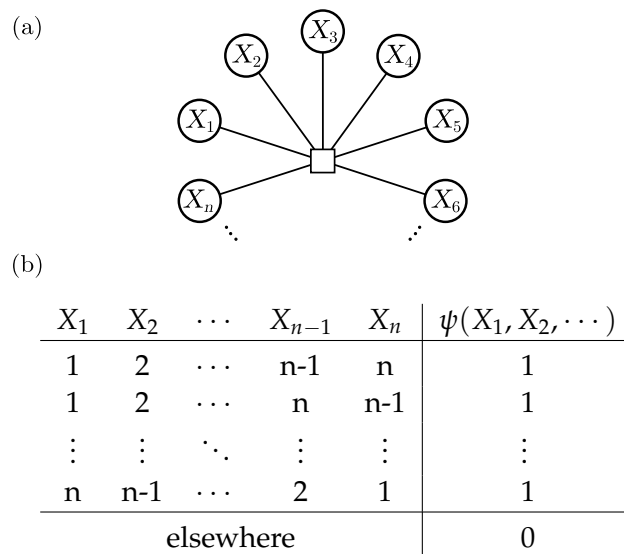 (a)
X₃
X₂ X₄
X₁ X₅
Xₙ X₆
⋱ ⋰
(b)
X₁ X₂ ⋯ Xₙ₋₁ Xₙ ψ(X₁, X₂, ⋯)
1 2 ⋯ n-1 n 1
1 2 ⋯ n n-1 1
⋮ ⋮ ⋱ ⋮ ⋮ ⋮
n n-1 ⋯ 2 1 1
elsewhere 0